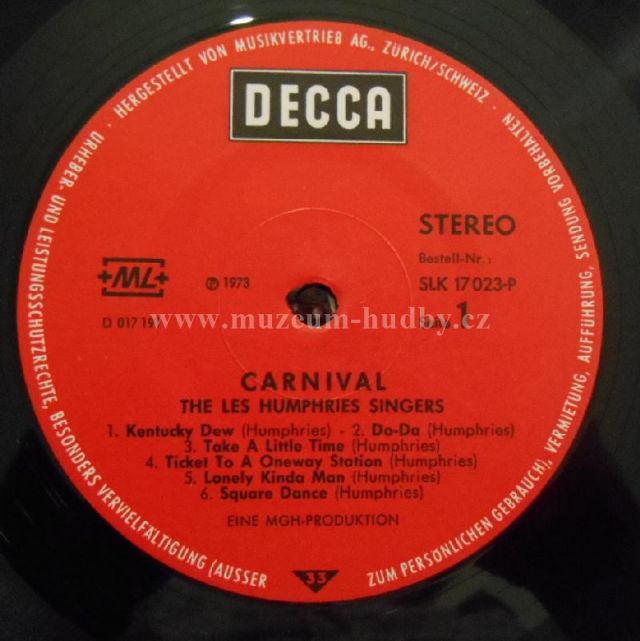 HERGESTELLT VON MUSIKVERTRIEB AG., ZÜRICH/SCHWEIZ · URHEBER- UND LEISTUNGSSCHUTZRECHTE, BESONDERS VERVIELFÄLTIGUNG (AUSSER ZUM PERSÖNLICHEN GEBRAUCH), VERMIETUNG, AUFFÜHRUNG, SENDUNG VORBEHALTEN ·
DECCA
STEREO
Bestell-Nr.:
+ML+ ℗ 1973 SLK 17 023-P
D 017 19 1
www.muzeum-hudby.cz
CARNIVAL
THE LES HUMPHRIES SINGERS
1. Kentucky Dew (Humphries) - 2. Do-Da (Humphries)
3. Take A Little Time (Humphries)
4. Ticket To A Oneway Station (Humphries)
5. Lonely Kinda Man (Humphries)
6. Square Dance (Humphries)
EINE MGH-PRODUKTION
33